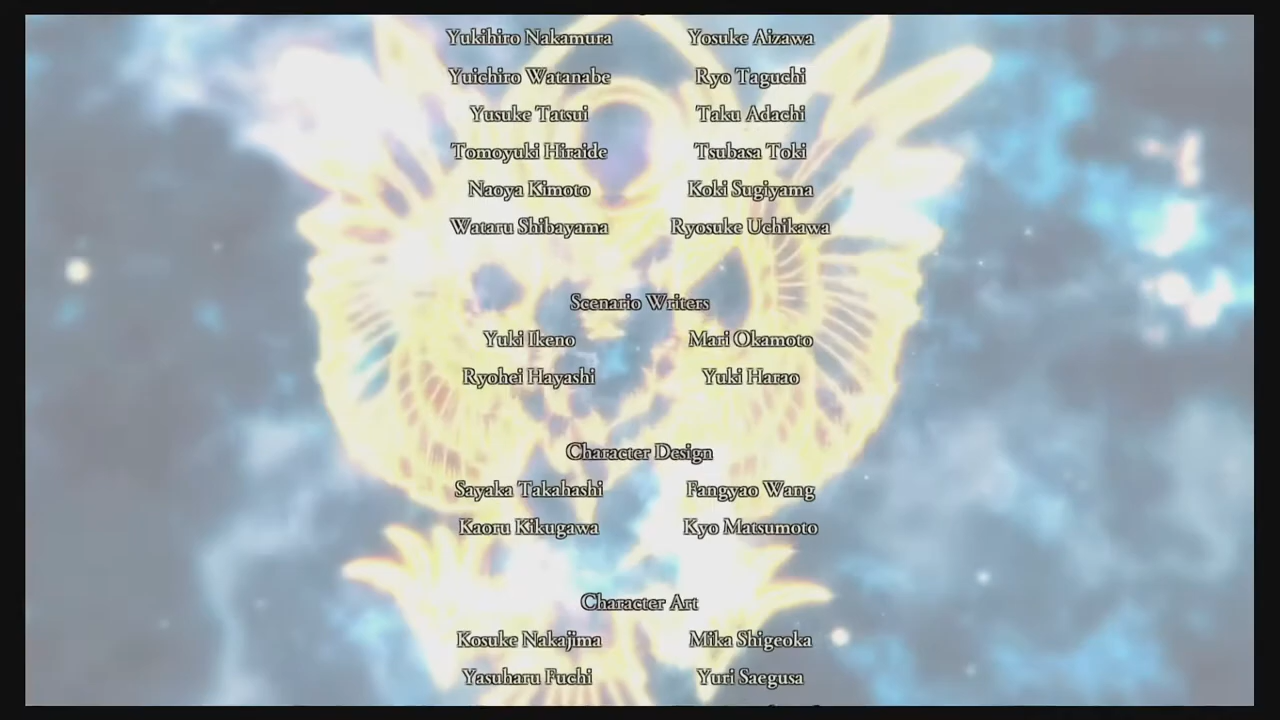 Yukihiro Nakamura Yosuke Aizawa
Yuichiro Watanabe Ryo Taguchi
Yusuke Tatsui Taku Adachi
Tomoyuki Hiraide Tsubasa Toki
Naoya Kimoto Koki Sugiyama
Wataru Shibayama Ryosuke Uchikawa
Scenario Writers
Yuki Ikeno Mari Okamoto
Ryohei Hayashi Yuki Harao
Character Design
Sayaka Takahashi Fangyao Wang
Kaoru Kikugawa Kyo Matsumoto
Character Art
Kosuke Nakajima Mika Shigeoka
Yasuharu Fuchi Yuri Saegusa